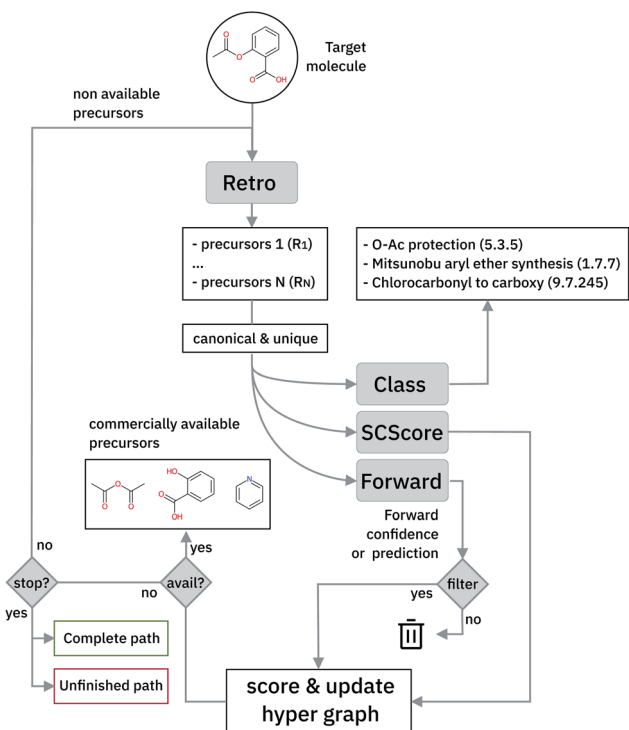 Target
molecule
O
O
O
OH
non available
precursors
Retro
- precursors 1 (R1)
...
- precursors N (RN)
- O-Ac protection (5.3.5)
- Mitsunobu aryl ether synthesis (1.7.7)
- Chlorocarbonyl to carboxy (9.7.245)
canonical & unique
Class
SCScore
Forward
commercially available
precursors
O
O
O
HO
O
OH
N
Forward
confidence
or prediction
no
yes
stop?
no
avail?
yes
filter
yes
no
Complete path
Unfinished path
score & update
hyper graph